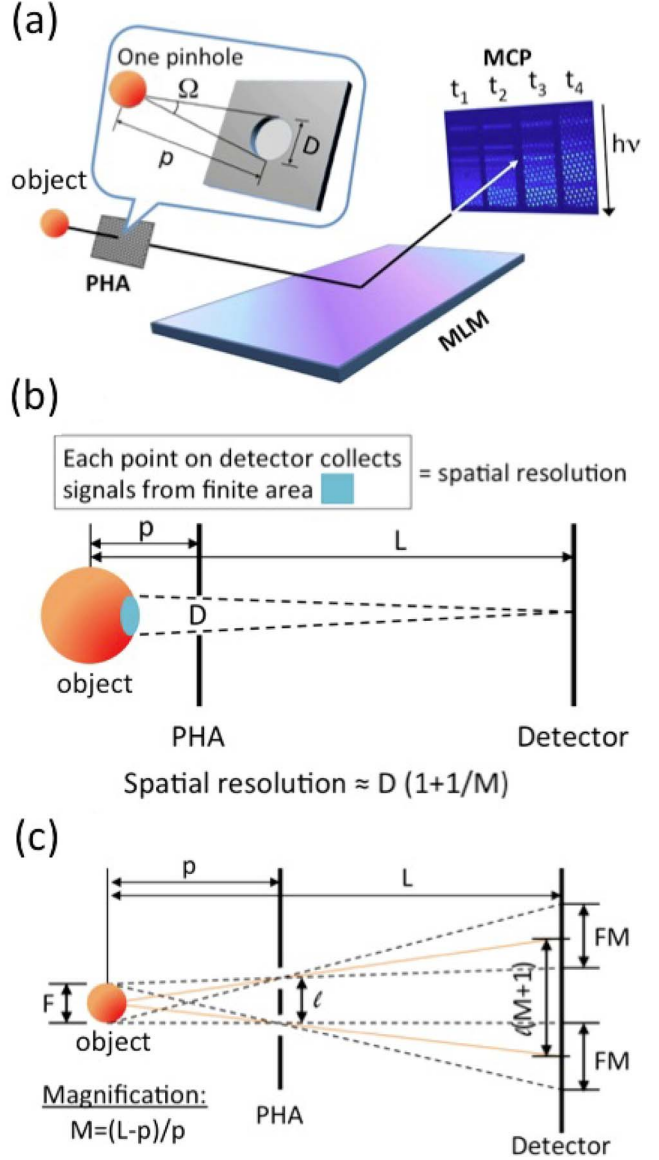 (a)
One pinhole
Ω
D
p
object
PHA
MLM
MCP
t1 t2 t3 t4
hν
(b)
Each point on detector collects
signals from finite area
= spatial resolution
p
L
D
object
PHA
Detector
Spatial resolution ≈ D (1+1/M)
(c)
p
L
F
object
ℓ
ℓ(M+1)
FM
FM
Magnification:
M=(L-p)/p
PHA
Detector